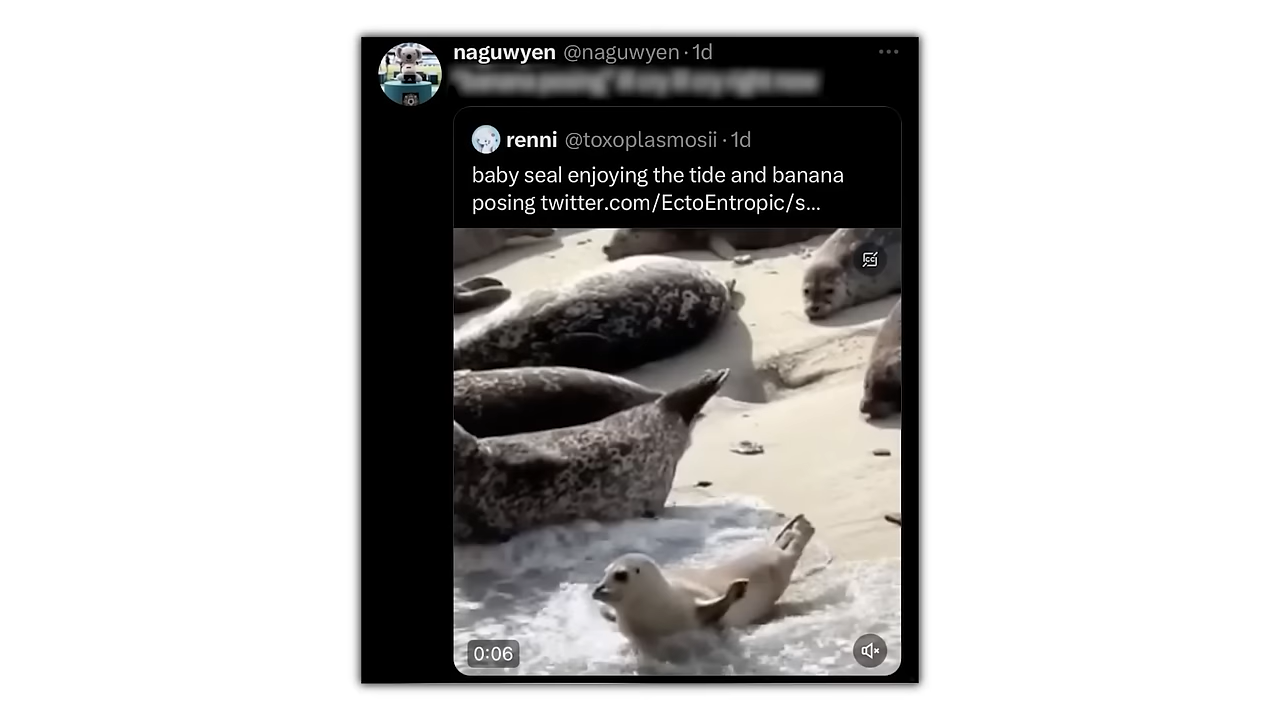 naguwyen @naguwyen · 1d
renni @toxoplasmosii · 1d
baby seal enjoying the tide and banana
posing twitter.com/EctoEntropic/s...
0:06